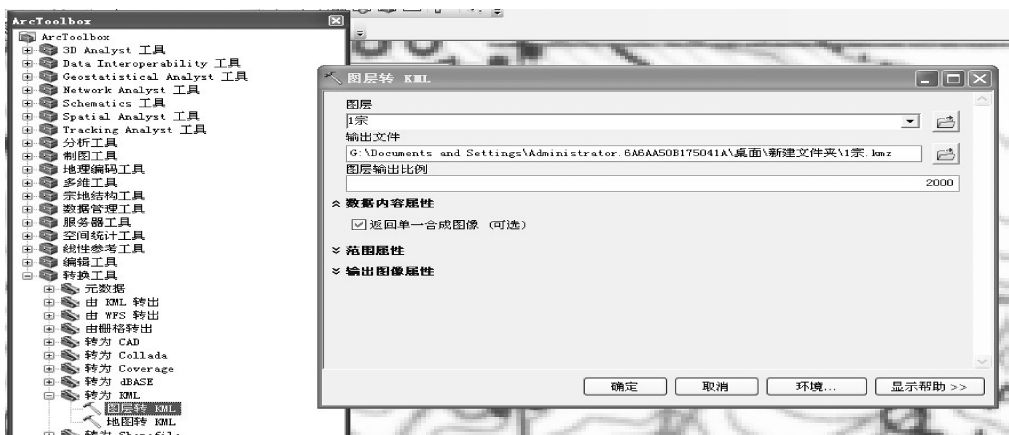 ArcToolbox
ArcToolbox
3D Analyst 工具
Data Interoperability 工具
Geostatistical Analyst 工具
Network Analyst 工具
Schematics 工具
Spatial Analyst 工具
Tracking Analyst 工具
分析工具
制图工具
地理编码工具
多维工具
宗地结构工具
数据管理工具
服务器工具
空间统计工具
线性参考工具
编辑工具
转换工具
元数据
由 KML 转出
由 WFS 转出
由栅格转出
转为 CAD
转为 Collada
转为 Coverage
转为 dBASE
转为 KML
图层转 KML
地图转 KML
转为 Shapefile
图层转 KML
图层
1宗
输出文件
G:\Documents and Settings\Administrator.6A6AA50B175041A\桌面\新建文件夹\1宗.kmz
图层输出比例
2000
数据内容属性
返回单一合成图像 (可选)
范围属性
输出图像属性
确定
取消
环境...
显示帮助 >>